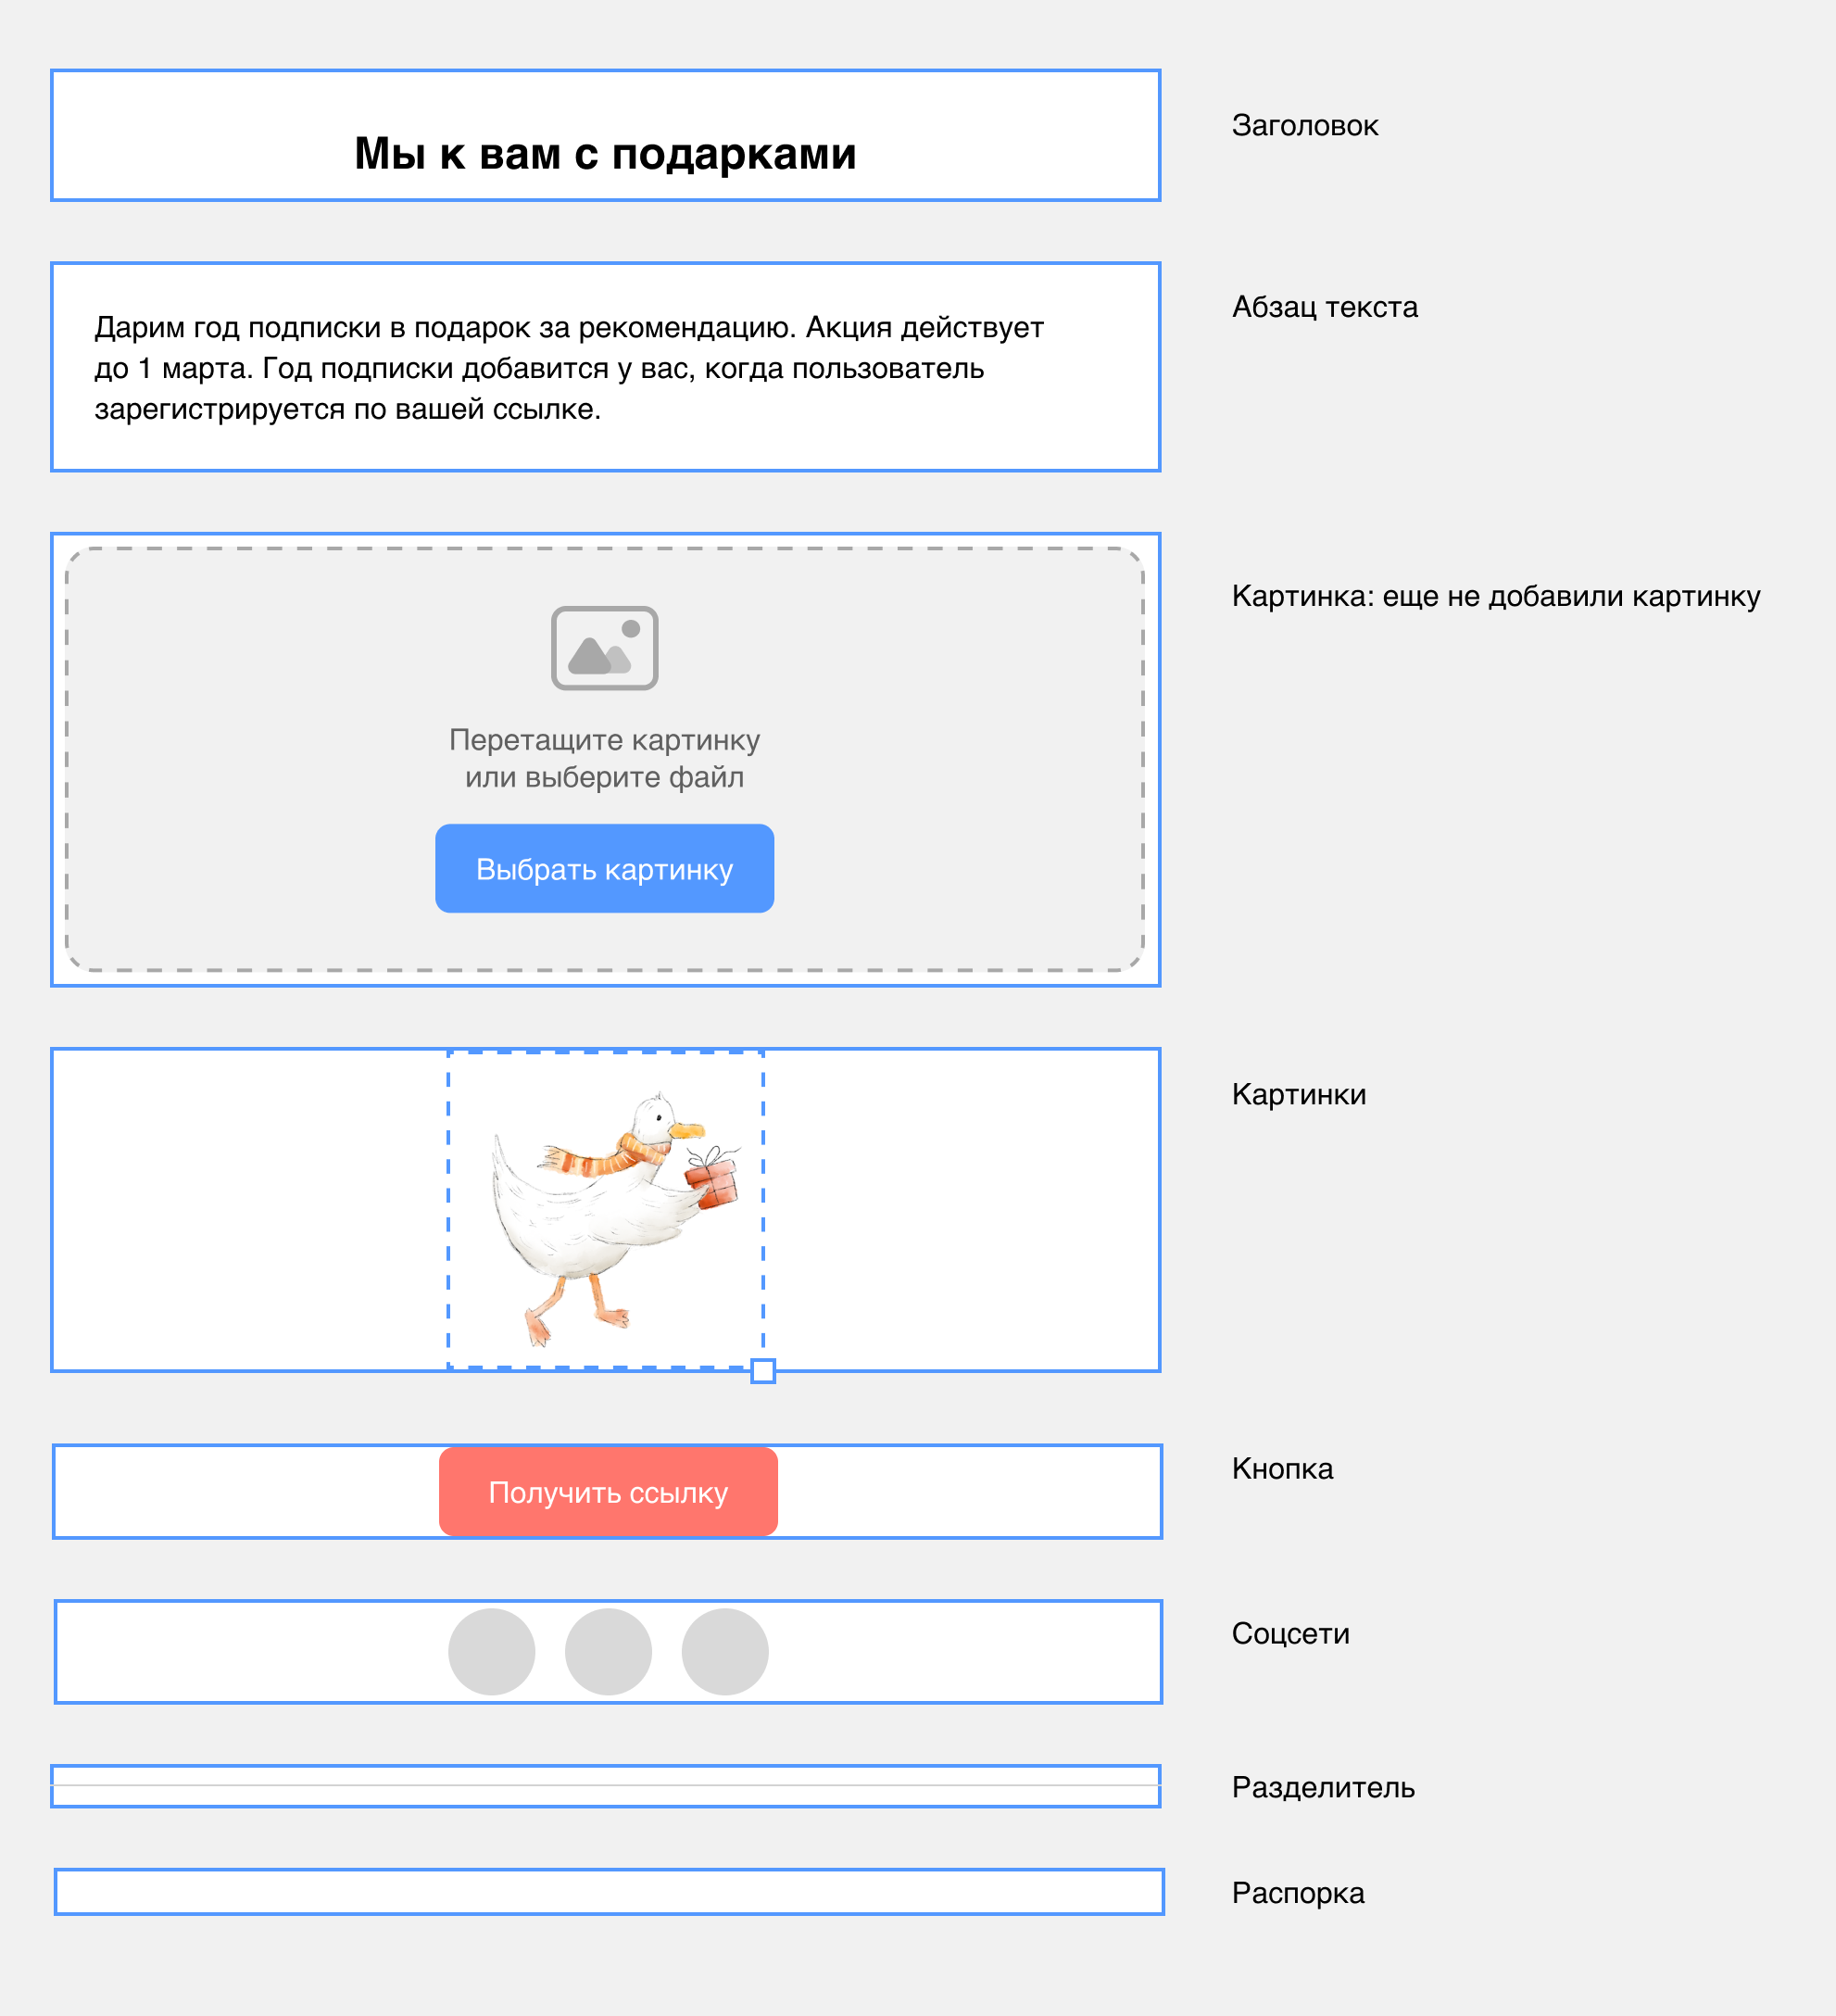 Мы к вам с подарками
Заголовок
Дарим год подписки в подарок за рекомендацию. Акция действует
до 1 марта. Год подписки добавится у вас, когда пользователь
зарегистрируется по вашей ссылке.
Абзац текста
Картинка: еще не добавили картинку
Перетащите картинку
или выберите файл
Выбрать картинку
Картинки
Получить ссылку
Кнопка
Соцсети
Разделитель
Распорка